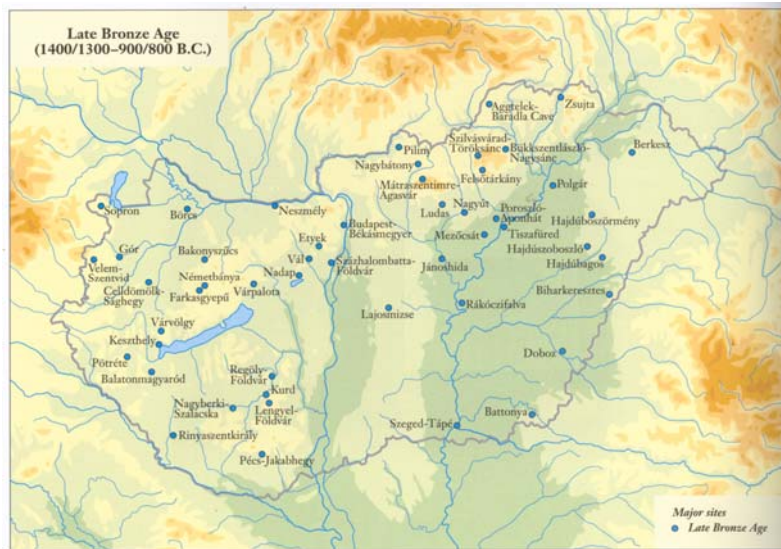 Late Bronze Age
(1400/1300–900/800 B.C.)
Aggtelek-
Baradla Cave
Zsujta
Piliny
Szilvásvárad-
Töröksánc
Bükkszentlászló-
Nagysánc
Berkesz
Nagybátony
Felsőtárkány
Mátraszentimre-
Ágasvár
Polgár
Sopron
Börcs
Neszmély
Ludas
Nagyút
Poroszló-
Aponhát
Hajdúböszörmény
Budapest-
Békásmegyer
Mezőcsát
Tiszafüred
Etyek
Gór
Bakonyszűcs
Vál
Százhalombatta-
Földvár
Jánoshida
Hajdúszoboszló
Hajdúbagos
Velem-
Szentvid
Németbánya
Nadap
Celldömölk-
Sághegy
Farkasgyepű
Várpalota
Biharkeresztes
Lajosmizse
Rákóczifalva
Várvölgy
Keszthely
Pötréte
Balatonmagyaród
Doboz
Regöly-
Földvár
Kurd
Nagyberki-
Szalacska
Lengyel-
Földvár
Battonya
Rinyaszentkirály
Szeged-Tápé
Pécs-Jakabhegy
Major sites
Late Bronze Age